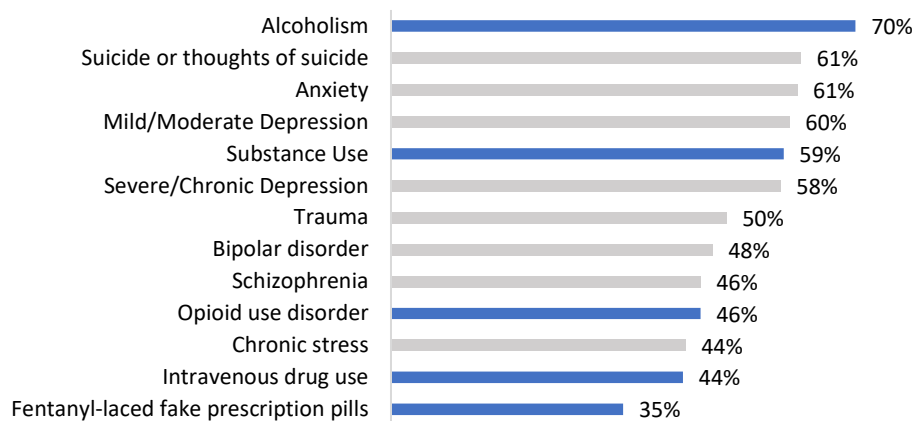 Alcoholism 70%
Suicide or thoughts of suicide 61%
Anxiety 61%
Mild/Moderate Depression 60%
Substance Use 59%
Severe/Chronic Depression 58%
Trauma 50%
Bipolar disorder 48%
Schizophrenia 46%
Opioid use disorder 46%
Chronic stress 44%
Intravenous drug use 44%
Fentanyl-laced fake prescription pills 35%